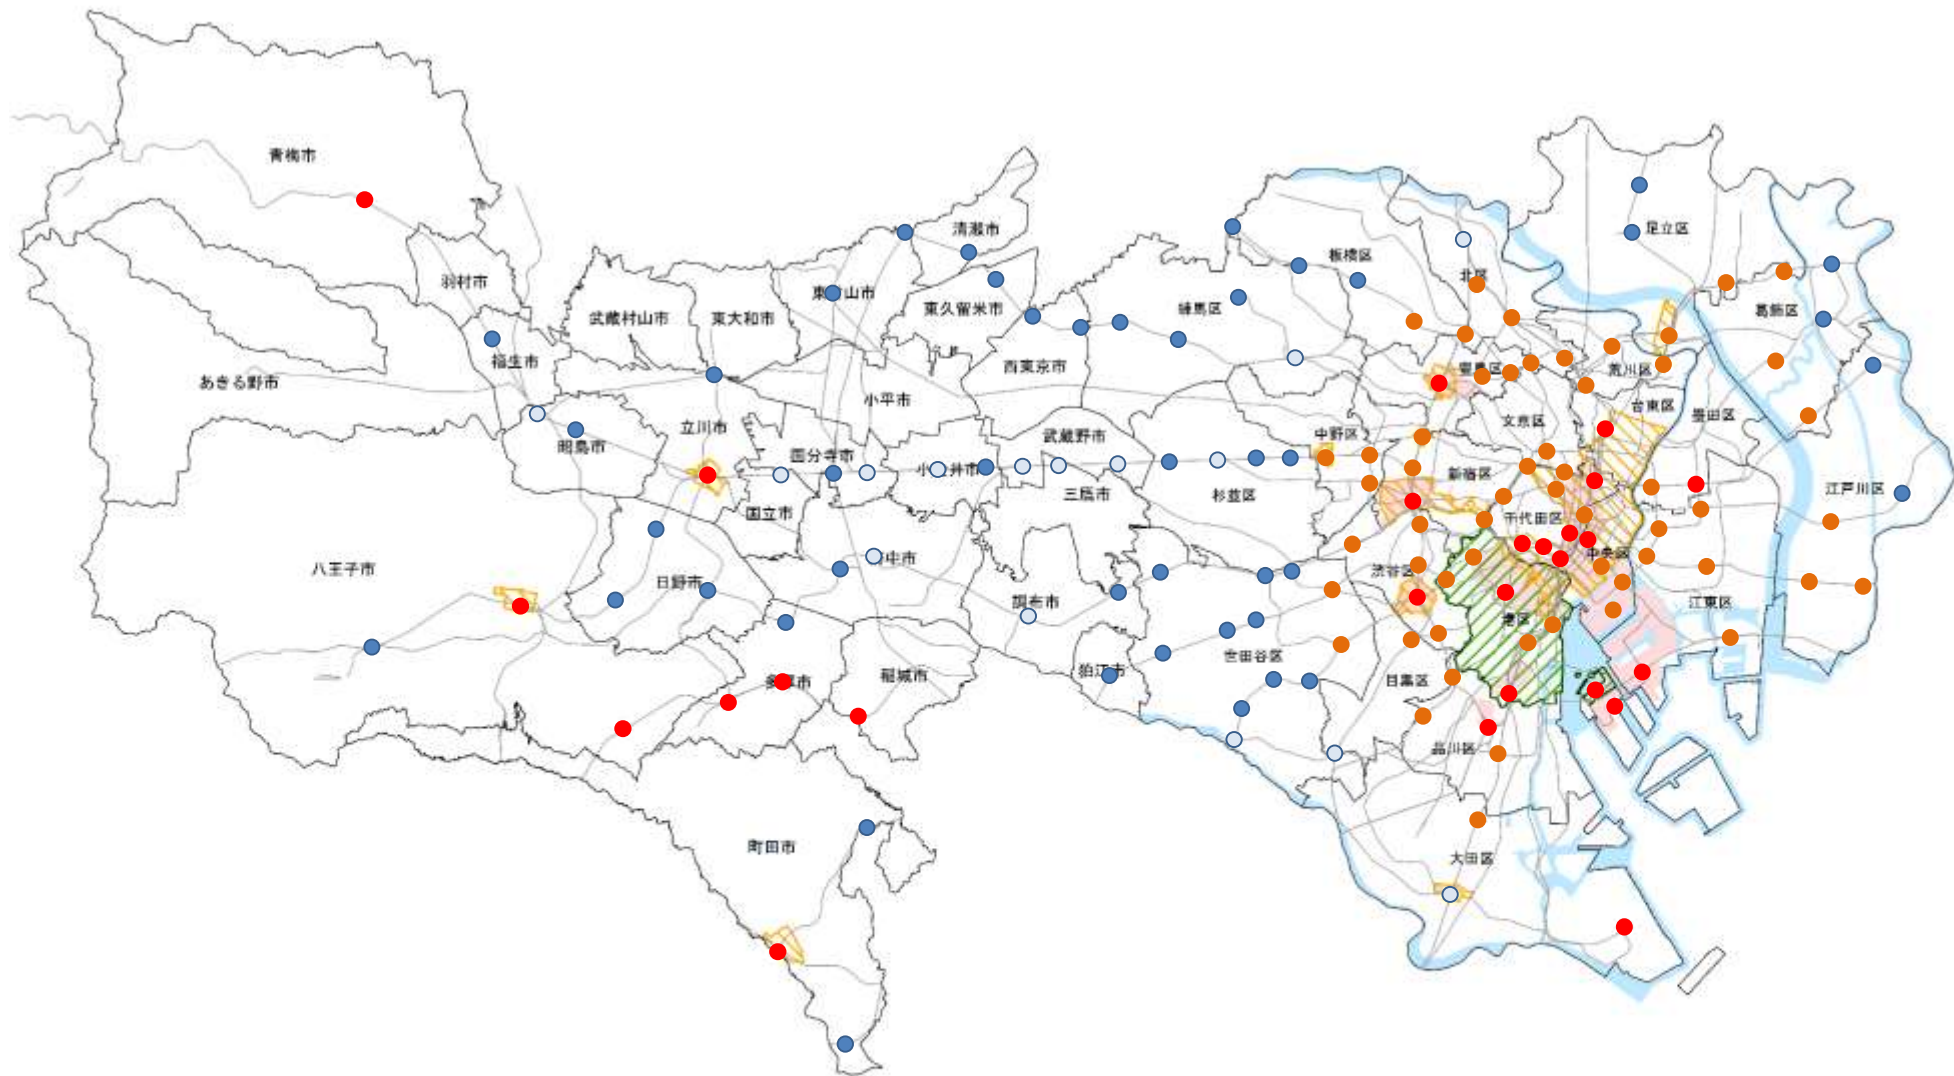 青梅市
羽村市
福生市
あきる野市
武蔵村山市
東大和市
東村山市
清瀬市
東久留米市
西東京市
小平市
立川市
昭島市
国分寺市
国立市
小金井市
武蔵野市
三鷹市
府中市
調布市
狛江市
八王子市
日野市
多摩市
稲城市
町田市
練馬区
板橋区
北区
足立区
葛飾区
豊島区
荒川区
文京区
台東区
墨田区
中野区
杉並区
新宿区
千代田区
中央区
江戸川区
渋谷区
港区
江東区
世田谷区
目黒区
品川区
大田区